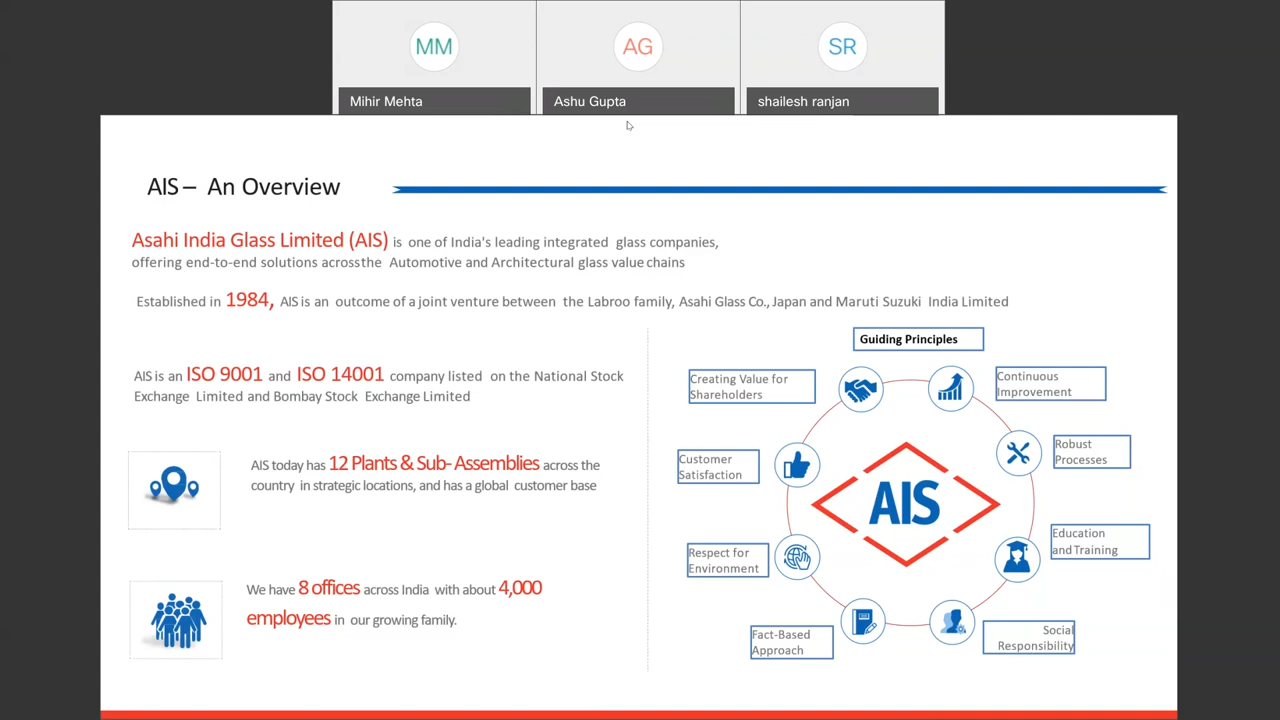 MM
AG
SR
Mihir Mehta
Ashu Gupta
shailesh ranjan
AIS – An Overview
Asahi India Glass Limited (AIS) is one of India's leading integrated glass companies,
offering end-to-end solutions acrossthe Automotive and Architectural glass value chains
Established in 1984, AIS is an outcome of a joint venture between the Labroo family, Asahi Glass Co., Japan and Maruti Suzuki India Limited
AIS is an ISO 9001 and ISO 14001 company listed on the National Stock
Exchange Limited and Bombay Stock Exchange Limited
AIS today has 12 Plants & Sub- Assemblies across the
country in strategic locations, and has a global customer base
We have 8 offices across India with about 4,000
employees in our growing family.
Guiding Principles
Creating Value for
Shareholders
Continuous
Improvement
Customer
Satisfaction
Robust
Processes
AIS
Respect for
Environment
Education
and Training
Fact-Based
Approach
Social
Responsibility